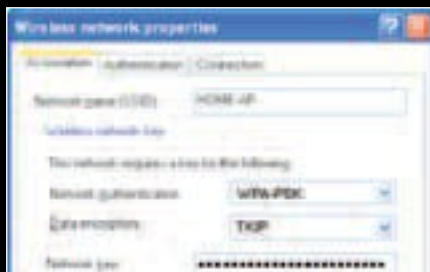 Wireless network properties
Association Authentication Connection
Network name (SSID): HOME-AP
Wireless network key
This network requires a key for the following:
Network Authentication: WPA-PSK
Data encryption: TKIP
Network key: